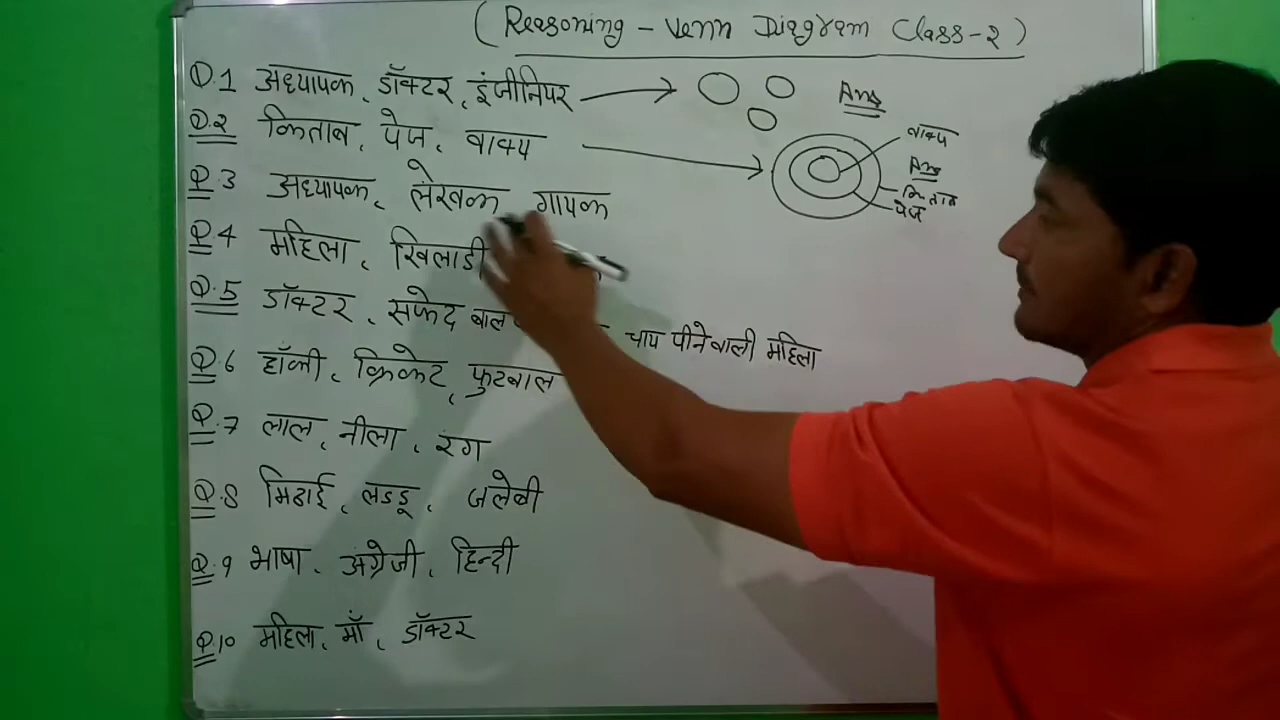 ( Reasoning - Venn Diagram Class-2 )
Q 1 अध्यापक, डॉक्टर, इंजीनियर
Ans
Q.2 किताब, पेज, वाक्य
वाक्य
Ans
किताब
पेज
Q 3 अध्यापक, लेखक गायक
Q 4 महिला, खिलाडी
Q.5 डॉक्टर, सफेद बाल चाय पीने वाली महिला
Q.6 हॉकी, क्रिकेट, फुटबाल
Q.7 लाल, नीला, रंग
Q.8 मिठाई, लडडू, जलेबी
Q.9 भाषा, अंग्रेजी, हिन्दी
Q.10 महिला, माँ, डॉक्टर